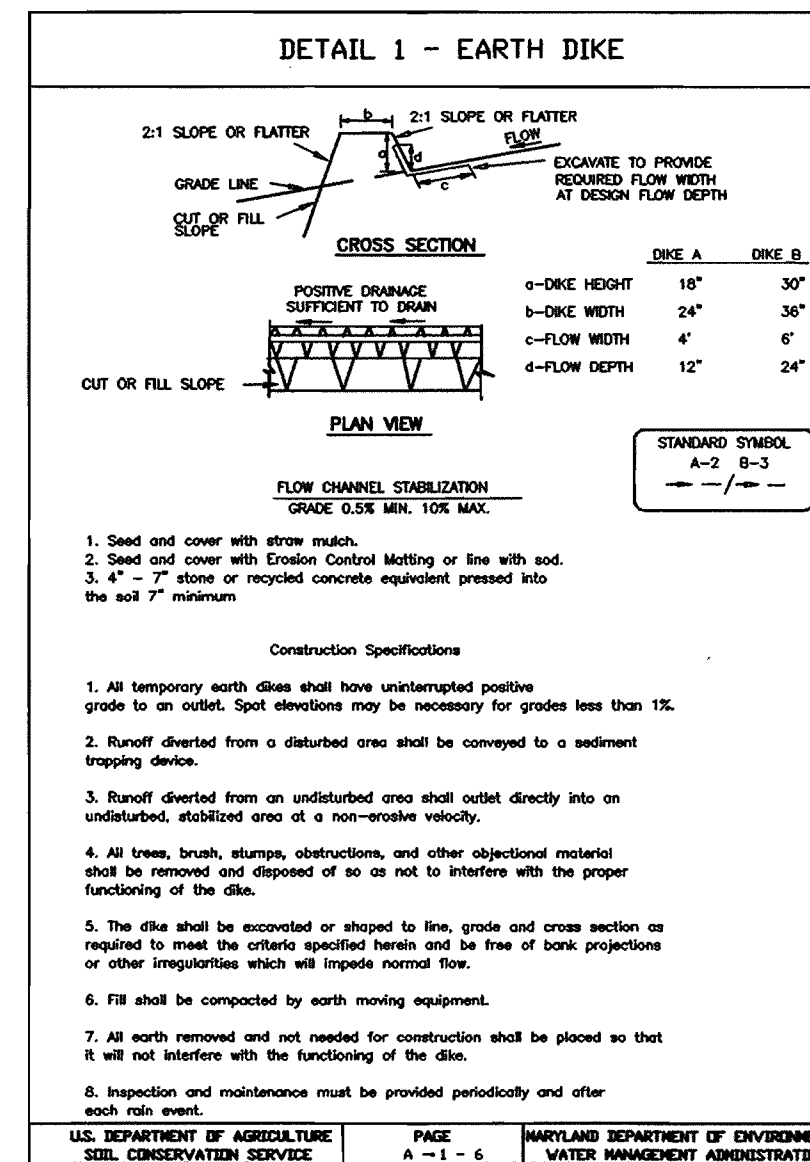 DETAIL 1 - EARTH DIKE
b
2:1 SLOPE OR FLATTER
2:1 SLOPE OR FLATTER
FLOW
a
d
c
GRADE LINE
EXCAVATE TO PROVIDE
REQUIRED FLOW WIDTH
AT DESIGN FLOW DEPTH
CUT OR FILL
SLOPE
CROSS SECTION
DIKE A DIKE B
a-DIKE HEIGHT 18" 30"
b-DIKE WIDTH 24" 36"
c-FLOW WIDTH 4' 6'
d-FLOW DEPTH 12" 24"
POSITIVE DRAINAGE
SUFFICIENT TO DRAIN
CUT OR FILL SLOPE
PLAN VIEW
STANDARD SYMBOL
A-2 B-3
FLOW CHANNEL STABILIZATION
GRADE 0.5% MIN. 10% MAX.
1. Seed and cover with straw mulch.
2. Seed and cover with Erosion Control Matting or line with sod.
3. 4" - 7" stone or recycled concrete equivalent pressed into
the soil 7" minimum
Construction Specifications
1. All temporary earth dikes shall have uninterrupted positive
grade to an outlet. Spot elevations may be necessary for grades less than 1%.
2. Runoff diverted from a disturbed area shall be conveyed to a sediment
trapping device.
3. Runoff diverted from an undisturbed area shall outlet directly into an
undisturbed, stabilized area at a non-erosive velocity.
4. All trees, brush, stumps, obstructions, and other objectional material
shall be removed and disposed of so as not to interfere with the proper
functioning of the dike.
5. The dike shall be excavated or shaped to line, grade and cross section as
required to meet the criteria specified herein and be free of bank projections
or other irregularities which will impede normal flow.
6. Fill shall be compacted by earth moving equipment.
7. All earth removed and not needed for construction shall be placed so that
it will not interfere with the functioning of the dike.
8. Inspection and maintenance must be provided periodically and after
each rain event.
U.S. DEPARTMENT OF AGRICULTURE
SOIL CONSERVATION SERVICE
PAGE
A - 1 - 6
MARYLAND DEPARTMENT OF
WATER MANAGEMENT